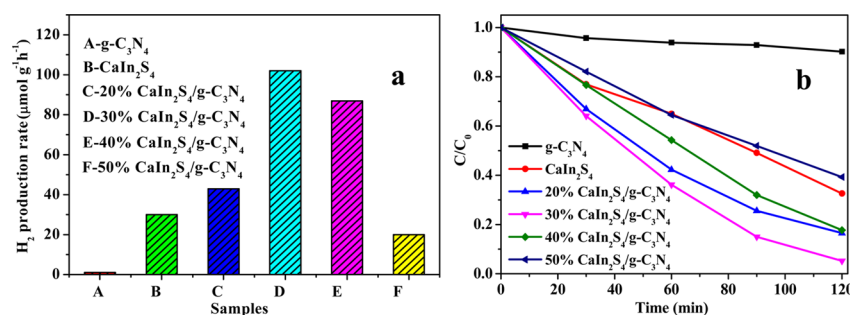 a
A-g-C₃N₄
B-CaIn₂S₄
C-20% CaIn₂S₄/g-C₃N₄
D-30% CaIn₂S₄/g-C₃N₄
E-40% CaIn₂S₄/g-C₃N₄
F-50% CaIn₂S₄/g-C₃N₄
H₂ production rate (μmol g⁻¹h⁻¹)
120
100
80
60
40
20
0
A B C D E F
Samples
b
C/C₀
1.0
0.8
0.6
0.4
0.2
0.0
g-C₃N₄
CaIn₂S₄
20% CaIn₂S₄/g-C₃N₄
30% CaIn₂S₄/g-C₃N₄
40% CaIn₂S₄/g-C₃N₄
50% CaIn₂S₄/g-C₃N₄
0 20 40 60 80 100 120
Time (min)